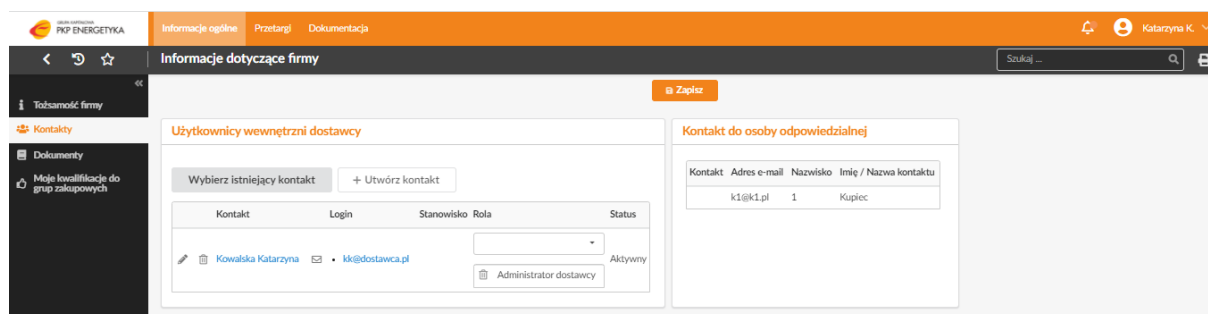 GRUPA KAPITAŁOWA
PKP ENERGETYKA
Informacje ogólne Przetargi Dokumentacja
Katarzyna K.
Informacje dotyczące firmy
Szukaj ...
Tożsamość firmy
Kontakty
Dokumenty
Moje kwalifikacje do
grup zakupowych
Zapisz
Użytkownicy wewnętrzni dostawcy
Wybierz istniejący kontakt + Utwórz kontakt
Kontakt Login Stanowisko Rola Status
Kowalska Katarzyna • kk@dostawca.pl Aktywny
Administrator dostawcy
Kontakt do osoby odpowiedzialnej
Kontakt Adres e-mail Nazwisko Imię / Nazwa kontaktu
k1@k1.pl 1 Kupiec